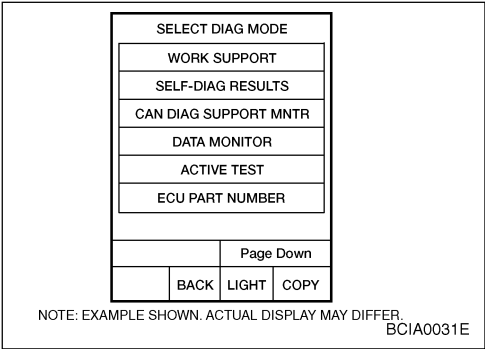 SELECT DIAG MODE
WORK SUPPORT
SELF-DIAG RESULTS
CAN DIAG SUPPORT MNTR
DATA MONITOR
ACTIVE TEST
ECU PART NUMBER
Page Down
BACK LIGHT COPY
NOTE: EXAMPLE SHOWN. ACTUAL DISPLAY MAY DIFFER.
BCIA0031E